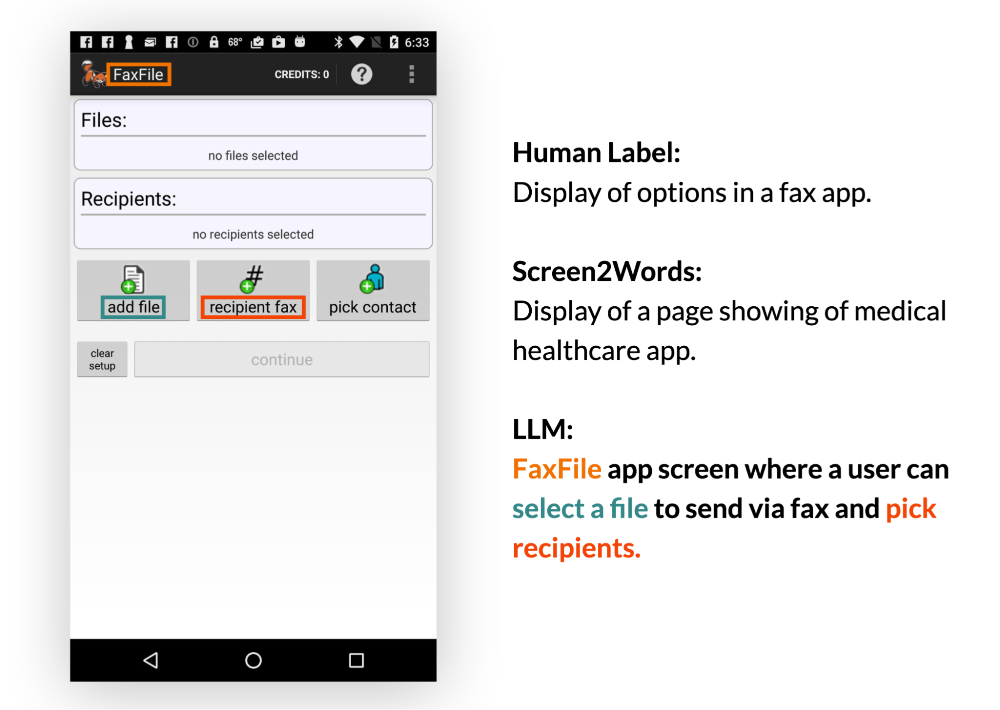 68° 6:33
FaxFile CREDITS: 0 ?
Files:
no files selected
Recipients:
no recipients selected
#
add file recipient fax pick contact
clear
setup
continue
Human Label:
Display of options in a fax app.
Screen2Words:
Display of a page showing of medical
healthcare app.
LLM:
FaxFile app screen where a user can
select a file to send via fax and pick
recipients.